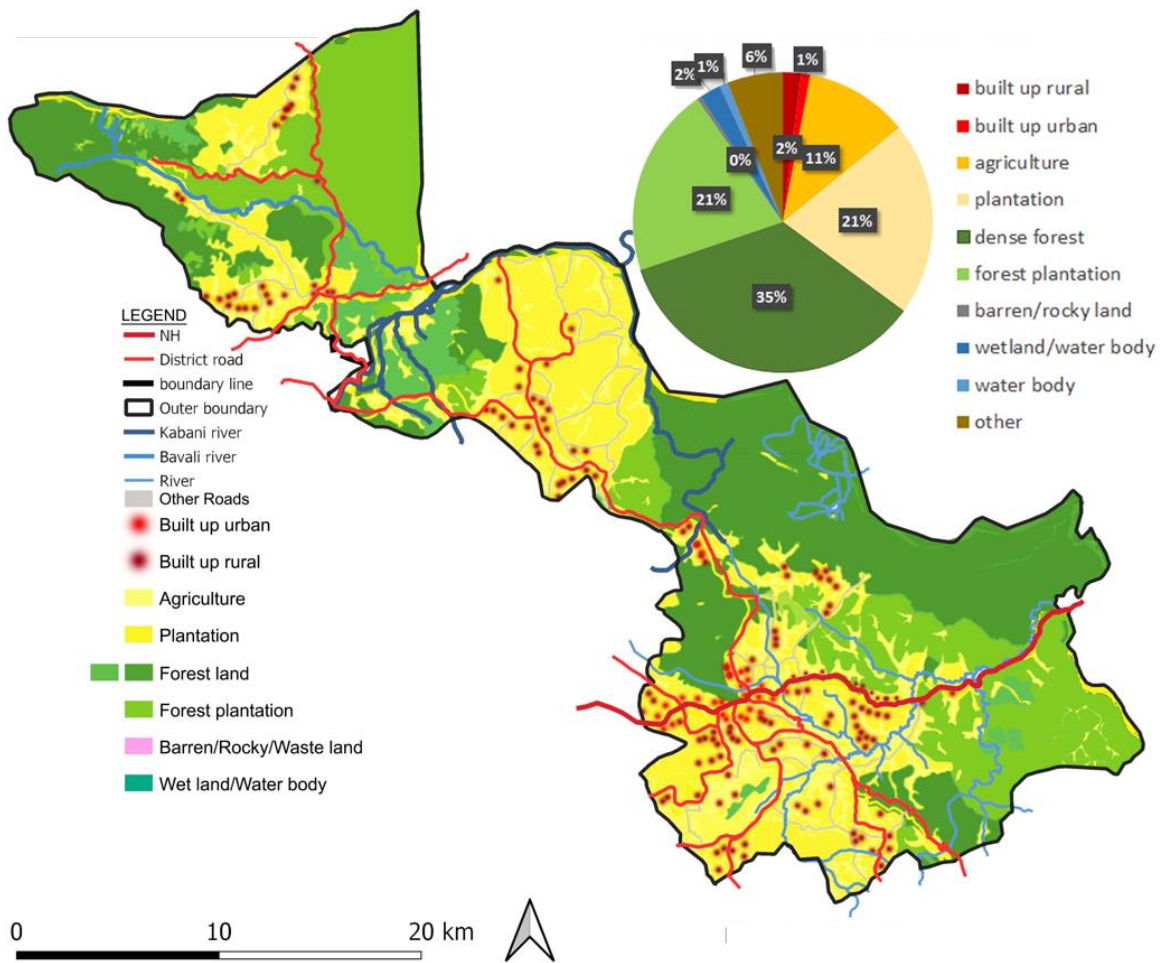 6%
1%
1%
2%
2%
11%
0%
21%
21%
35%
built up rural
built up urban
agriculture
plantation
dense forest
forest plantation
barren/rocky land
wetland/water body
water body
other
LEGEND
NH
District road
boundary line
Outer boundary
Kabani river
Bavali river
River
Other Roads
Built up urban
Built up rural
Agriculture
Plantation
Forest land
Forest plantation
Barren/Rocky/Waste land
Wet land/Water body
0 10 20 km